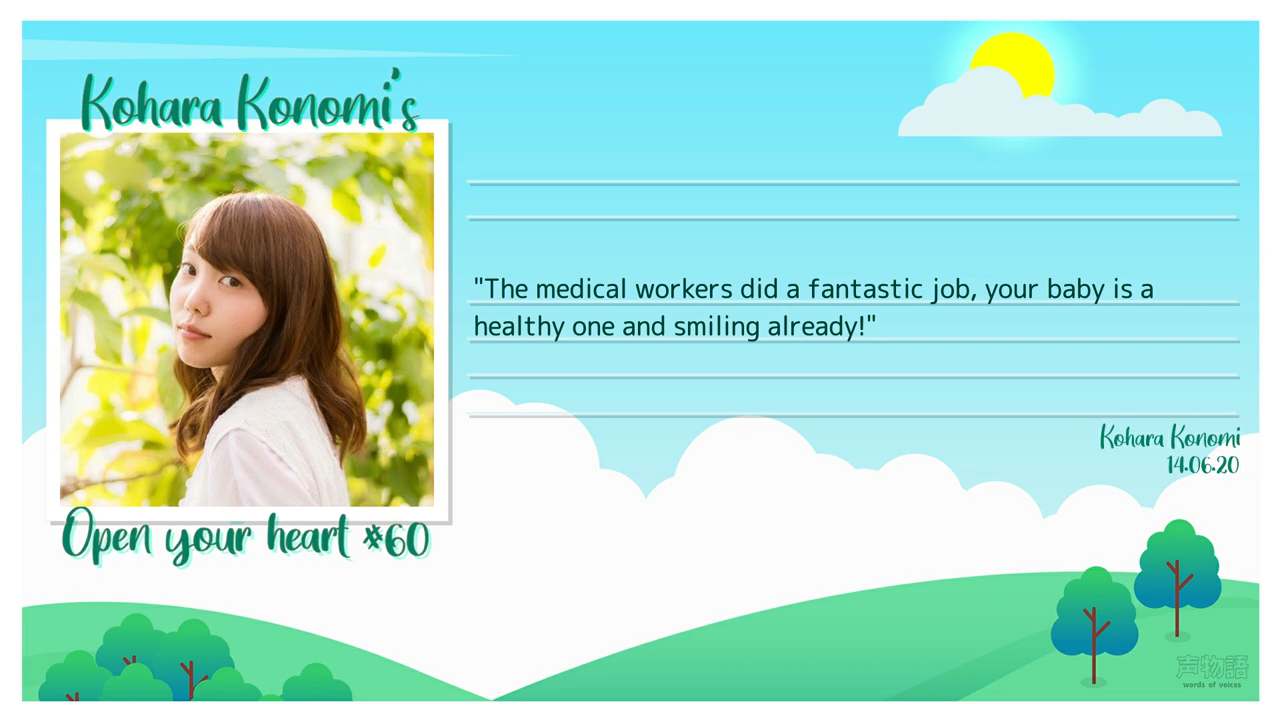 Kohara Konomi's
"The medical workers did a fantastic job, your baby is a
healthy one and smiling already!"
Kohara Konomi
14.06.20
Open your heart #60
声物語
words of voices